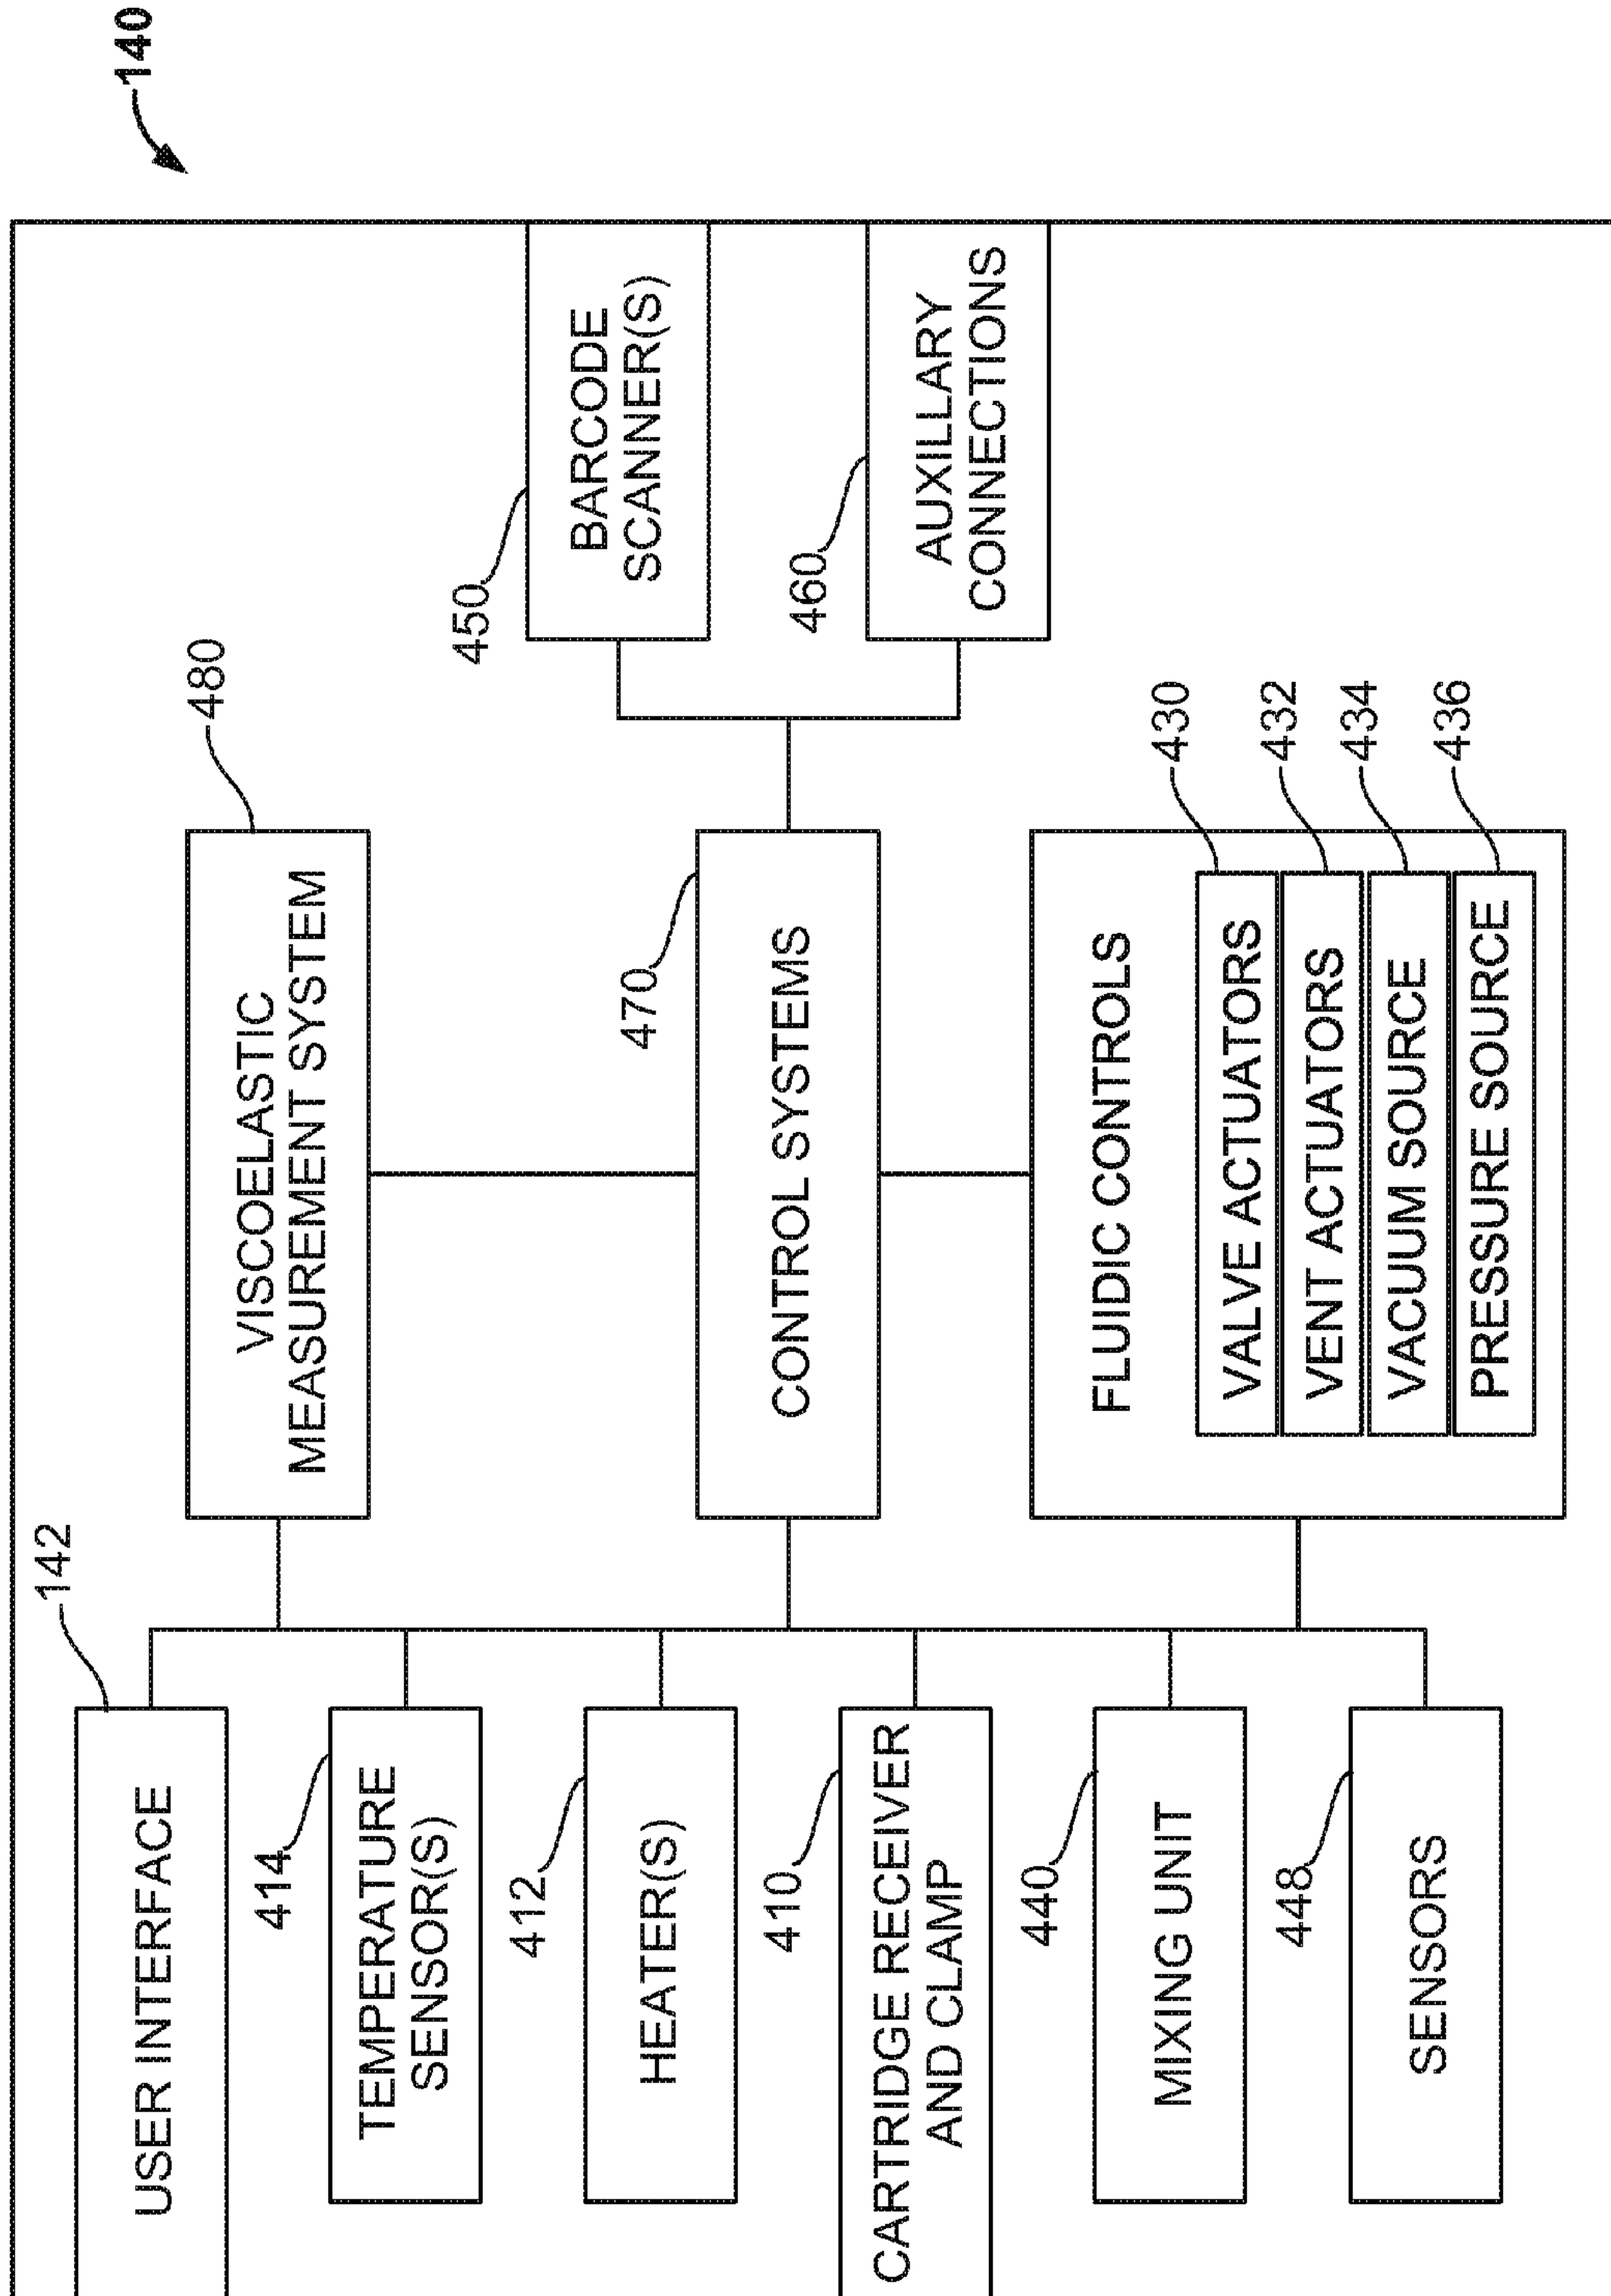 140
USER INTERFACE
142
TEMPERATURE
SENSOR(S)
414
HEATER(S)
412
CARTRIDGE RECEIVER
AND CLAMP
410
MIXING UNIT
440
SENSORS
448
VISCOELASTIC
MEASUREMENT SYSTEM
480
CONTROL SYSTEMS
470
FLUIDIC CONTROLS
VALVE ACTUATORS
430
VENT ACTUATORS
432
VACUUM SOURCE
434
PRESSURE SOURCE
436
BARCODE
SCANNER(S)
450
AUXILLARY
CONNECTIONS
460